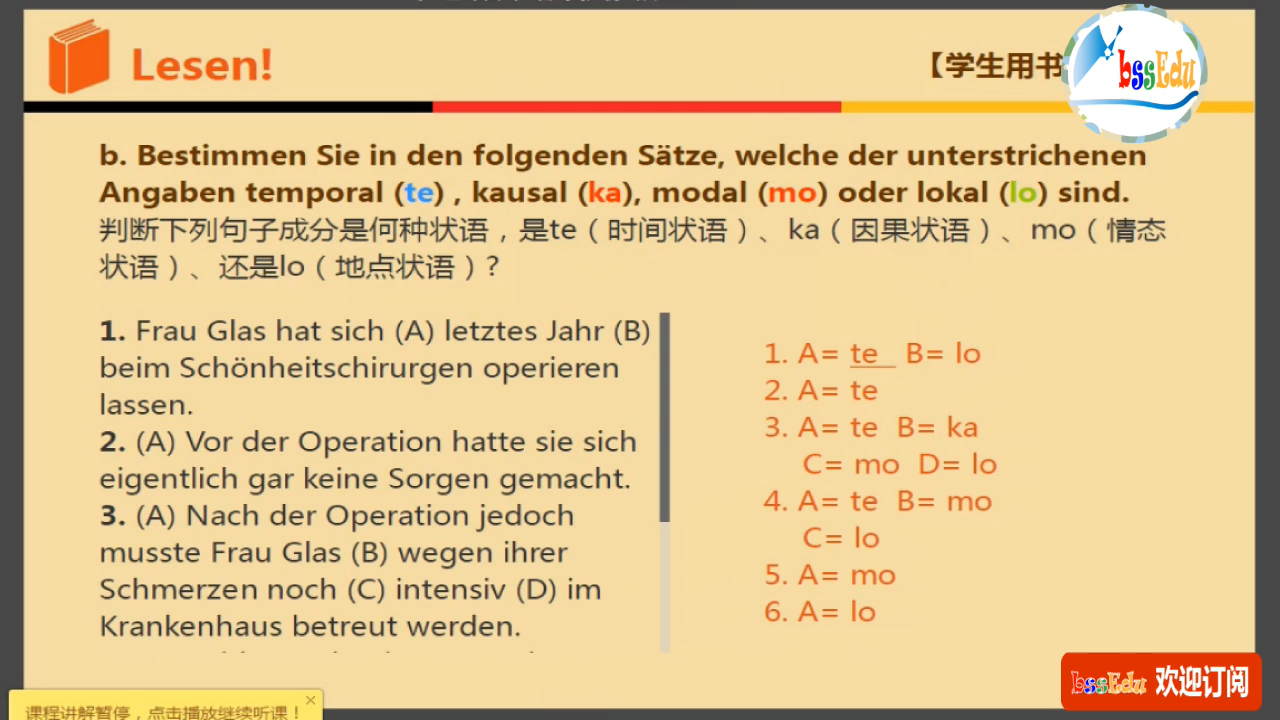 Lesen!
【学生用书
bssEdu
b. Bestimmen Sie in den folgenden Sätze, welche der unterstrichenen
Angaben temporal (te) , kausal (ka), modal (mo) oder lokal (lo) sind.
判断下列句子成分是何种状语，是te（时间状语）、ka（因果状语）、mo（情态
状语）、还是lo（地点状语）?
1. Frau Glas hat sich (A) letztes Jahr (B)
beim Schönheitschirurgen operieren
lassen.
2. (A) Vor der Operation hatte sie sich
eigentlich gar keine Sorgen gemacht.
3. (A) Nach der Operation jedoch
musste Frau Glas (B) wegen ihrer
Schmerzen noch (C) intensiv (D) im
Krankenhaus betreut werden.
1. A= te B= lo
2. A= te
3. A= te B= ka
C= mo D= lo
4. A= te B= mo
C= lo
5. A= mo
6. A= lo
bssEdu 欢迎订阅
课程讲解暂停，点击播放继续听课！